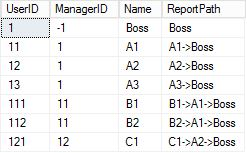 UserID ManagerID Name ReportPath
1 -1 Boss Boss
11 1 A1 A1->Boss
12 1 A2 A2->Boss
13 1 A3 A3->Boss
111 11 B1 B1->A1->Boss
112 11 B2 B2->A1->Boss
121 12 C1 C1->A2->Boss